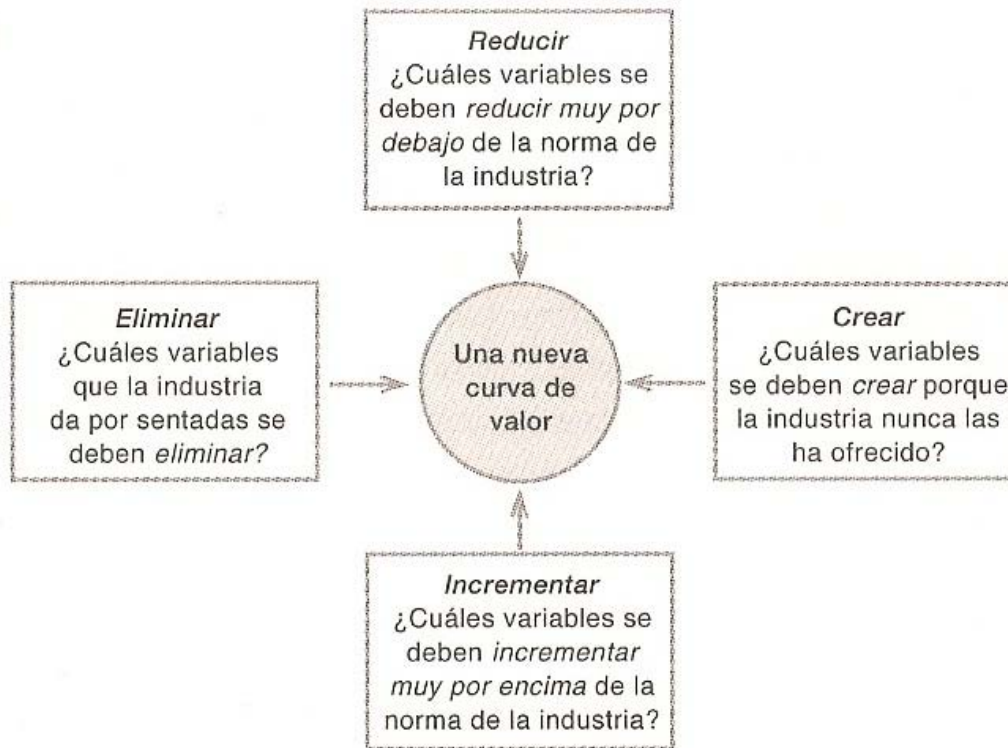 Reducir
¿Cuáles variables se
deben reducir muy por
debajo de la norma de
la industria?
Eliminar
¿Cuáles variables
que la industria
da por sentadas se
deben eliminar?
Una nueva
curva de
valor
Crear
¿Cuáles variables
se deben crear porque
la industria nunca las
ha ofrecido?
Incrementar
¿Cuáles variables se
deben incrementar
muy por encima de la
norma de la industria?